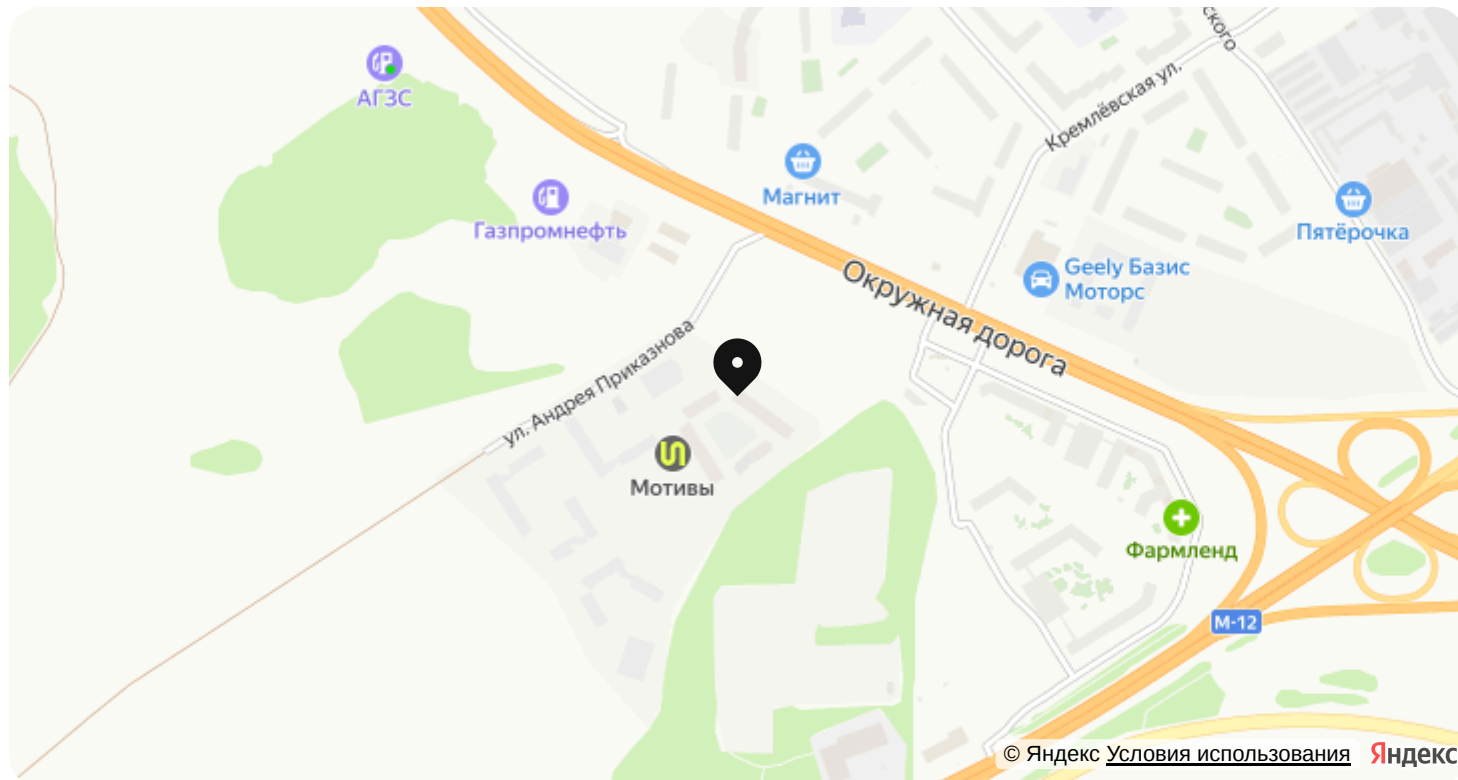 ского
АГЗС
Кремлёвская ул.
Магнит
Газпромнефть
Пятёрочка
Geely Базис
Моторс
Окружная дорога
ул. Андрея Приказнова
Мотивы
Фармленд
М-12
© Яндекс Условия использования Яндекс